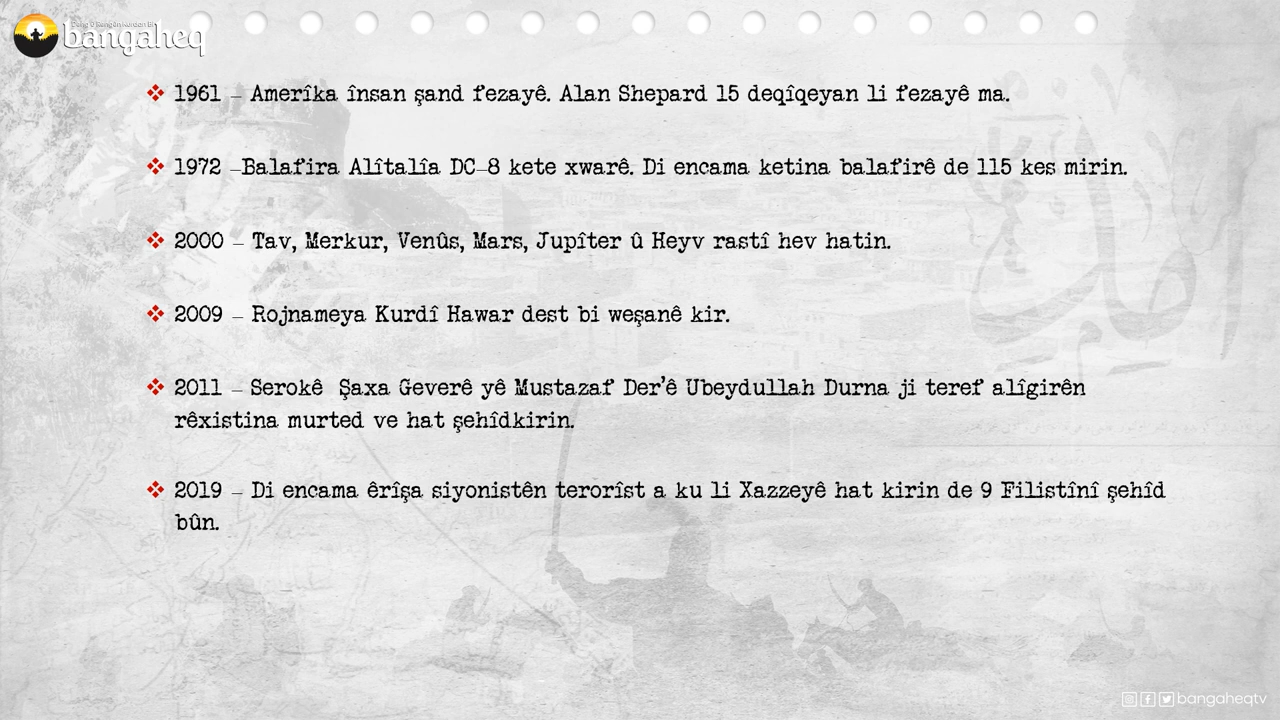 Deng û Rengên Kurdan Bi
bangaheq
1961 – Amerîka însan şand fezayê. Alan Shepard 15 deqîqeyan li fezayê ma.
1972 –Balafira Alîtalîa DC-8 kete xwarê. Di encama ketina balafirê de 115 kes mirin.
2000 – Tav, Merkur, Venûs, Mars, Jupîter û Heyv rastî hev hatin.
2009 – Rojnameya Kurdî Hawar dest bi weşanê kir.
2011 – Serokê Şaxa Geverê yê Mustazaf Der’ê Ubeydullah Durna ji teref alîgirên
rêxistina murted ve hat şehîdkirin.
2019 – Di encama êrîşa siyonistên terorîst a ku li Xazzeyê hat kirin de 9 Filistînî şehîd
bûn.
bangaheqtv